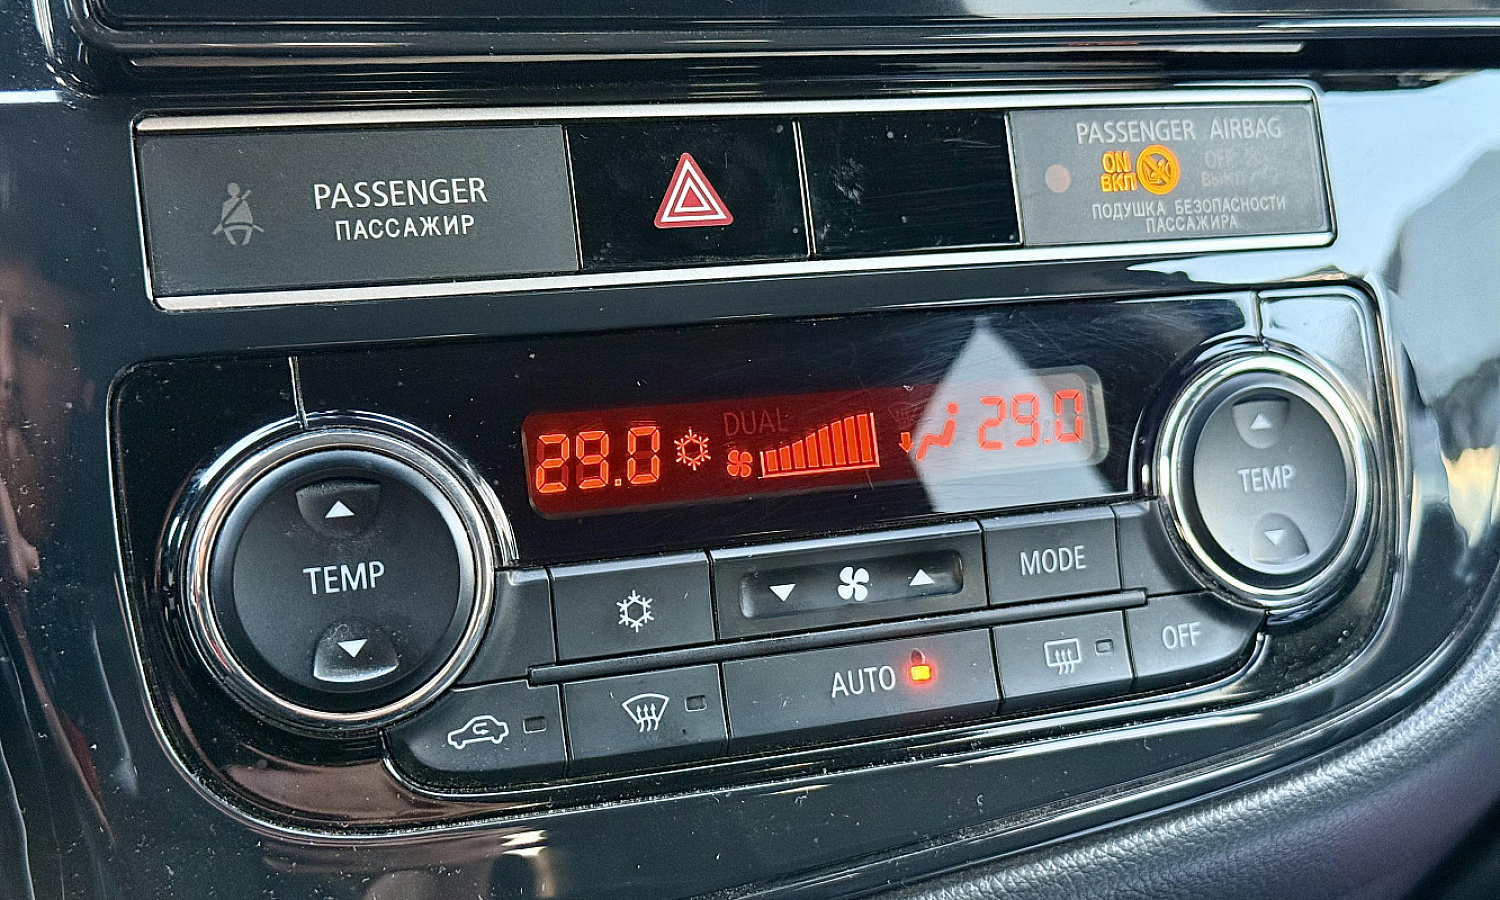 PASSENGER
ПАССАЖИР
PASSENGER AIRBAG
ON OFF
ВКЛ ВЫКЛ
ПОДУШКА БЕЗОПАСНОСТИ
ПАССАЖИРА
29.0 DUAL 29.0
TEMP
TEMP
MODE
AUTO
OFF